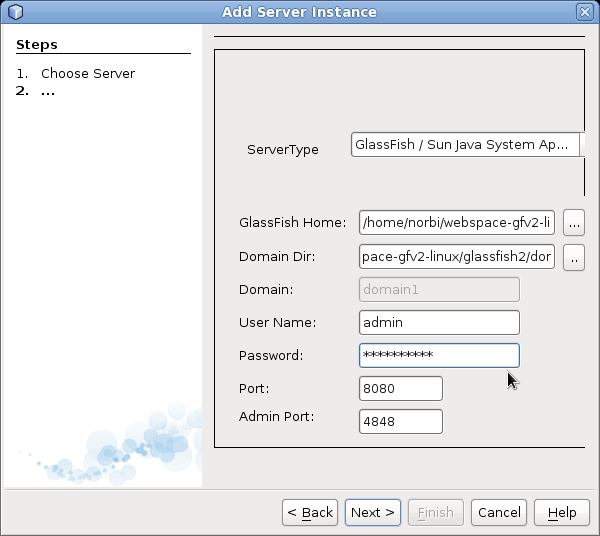 Add Server Instance
Steps
1. Choose Server
2. ...
ServerType GlassFish / Sun Java System Ap...
GlassFish Home: /home/norbi/webspace-gfv2-li ...
Domain Dir: pace-gfv2-linux/glassfish2/dor ..
Domain: domain1
User Name: admin
Password: **********
Port: 8080
Admin Port: 4848
< Back Next > Finish Cancel Help